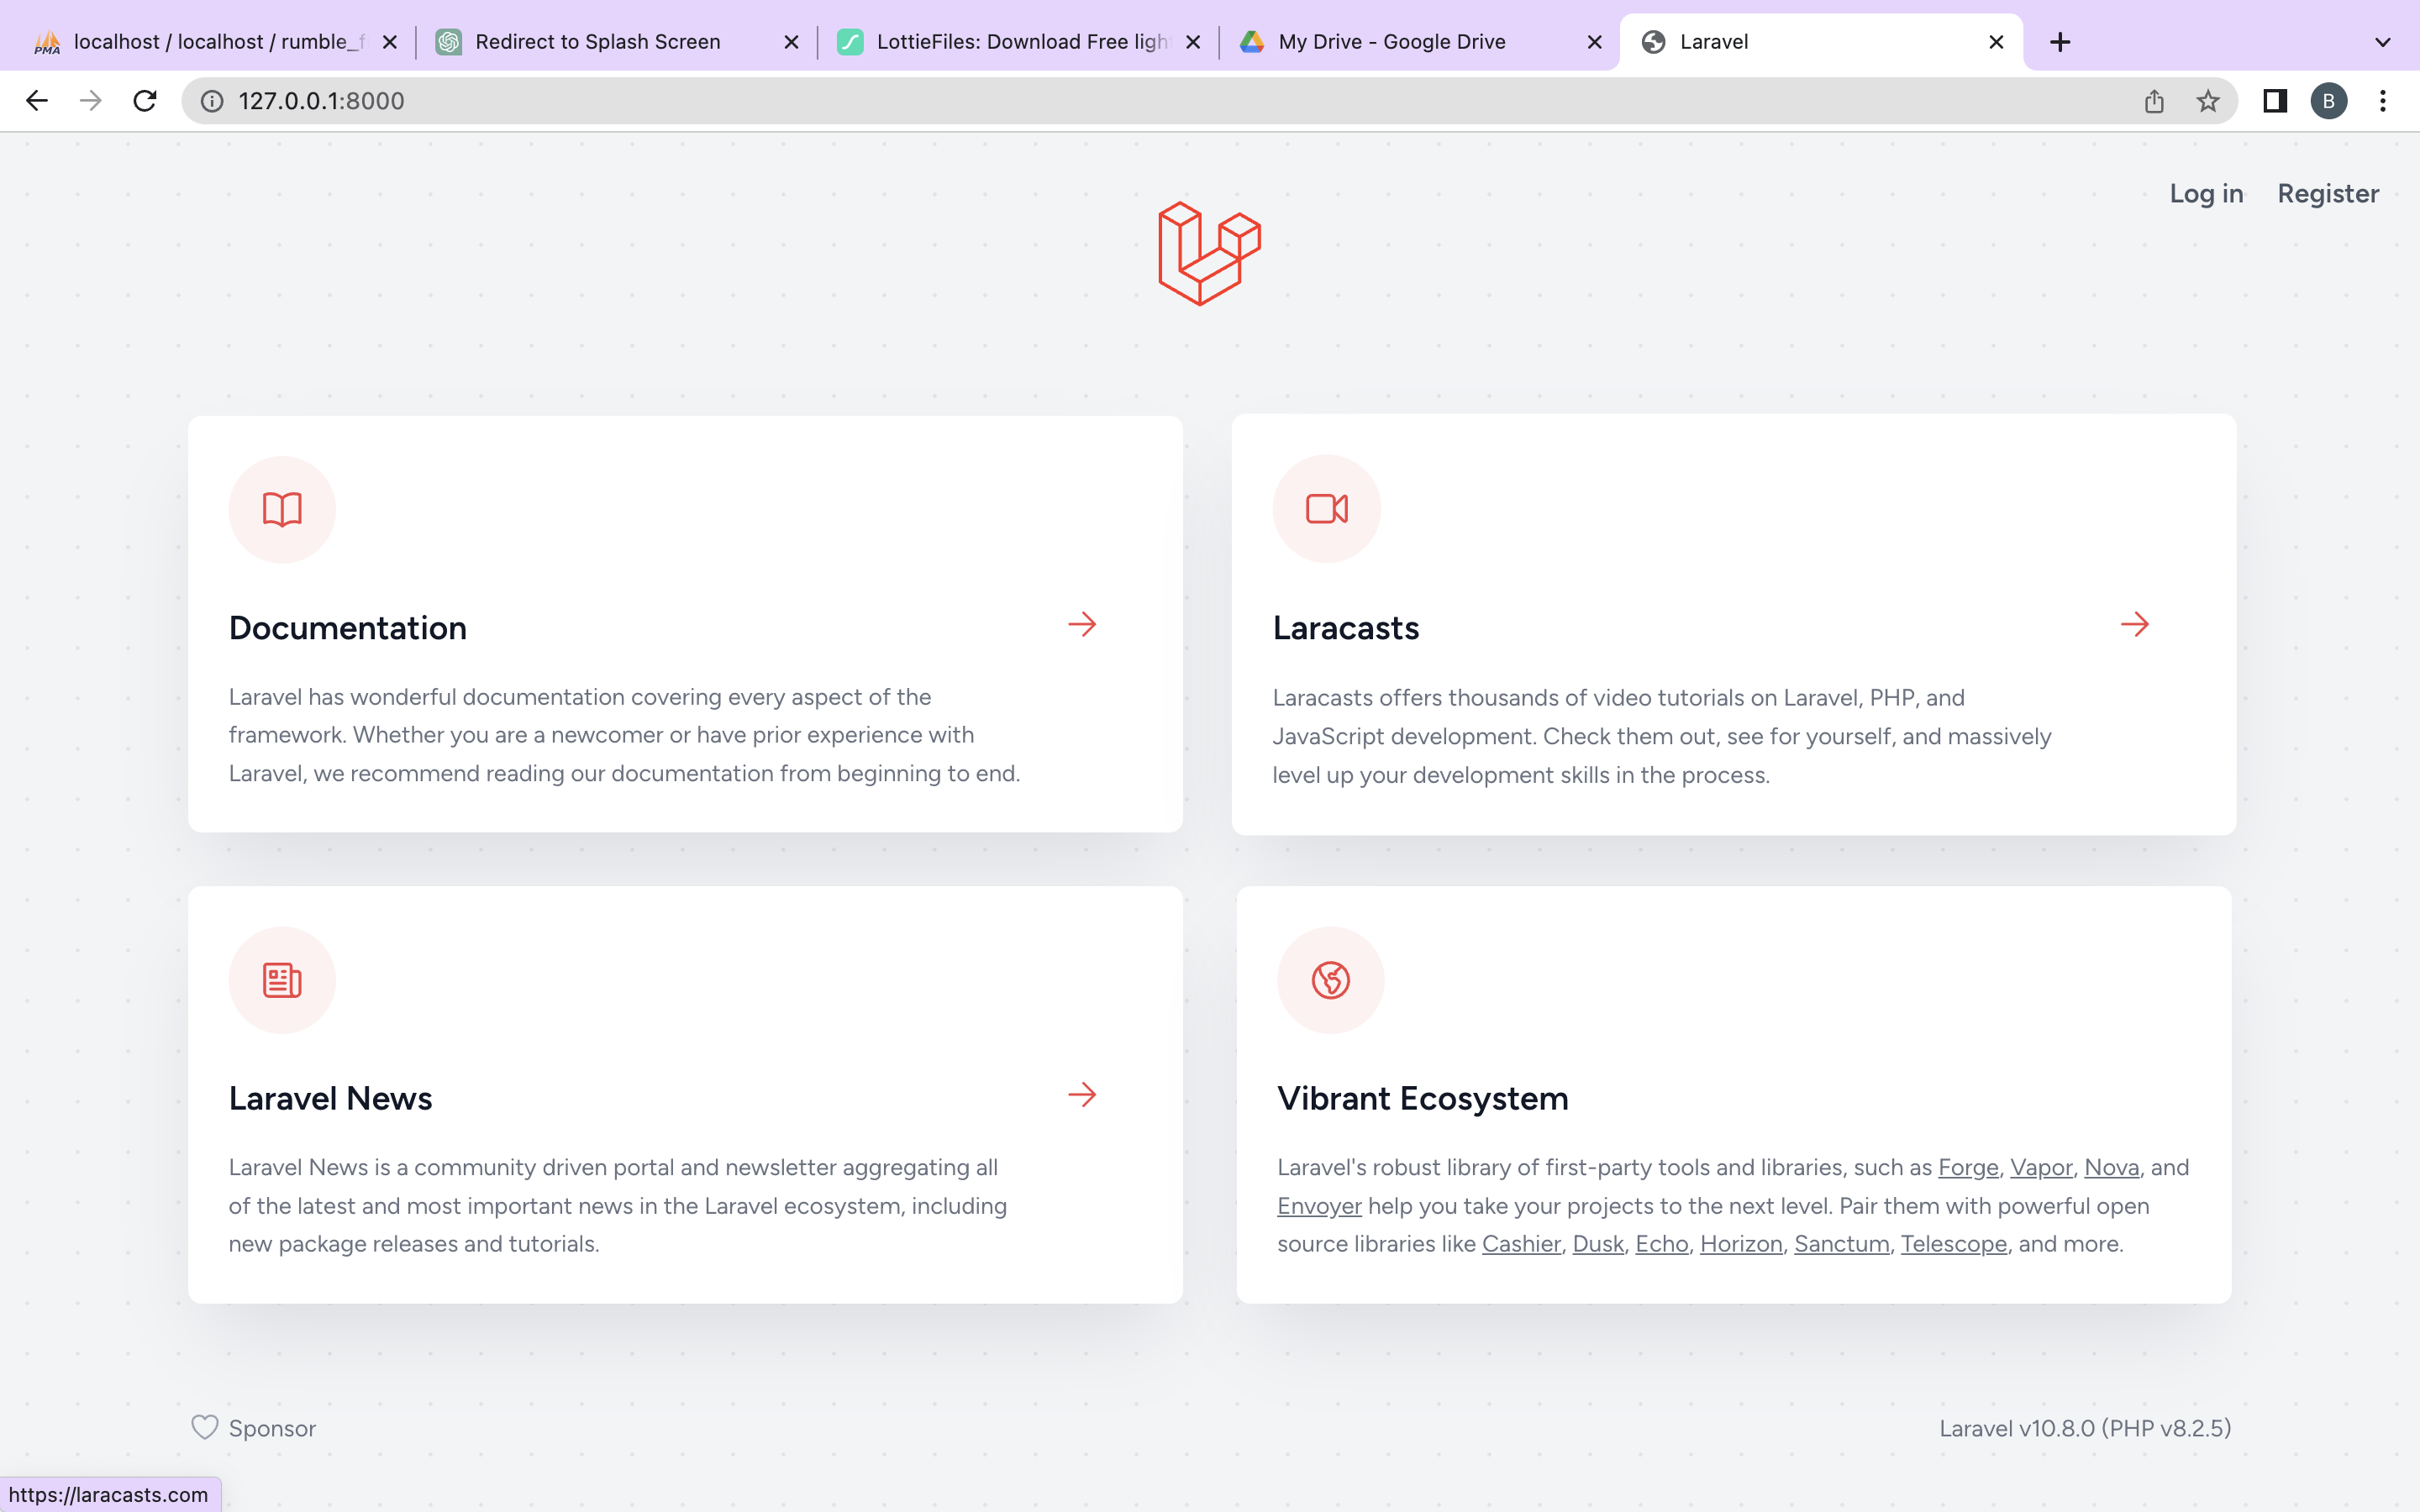 PMA localhost / localhost / rumble_f
Redirect to Splash Screen
LottieFiles: Download Free ligh
My Drive - Google Drive
Laravel
127.0.0.1:8000
B
Log in Register
Documentation
Laravel has wonderful documentation covering every aspect of the
framework. Whether you are a newcomer or have prior experience with
Laravel, we recommend reading our documentation from beginning to end.
Laracasts
Laracasts offers thousands of video tutorials on Laravel, PHP, and
JavaScript development. Check them out, see for yourself, and massively
level up your development skills in the process.
Laravel News
Laravel News is a community driven portal and newsletter aggregating all
of the latest and most important news in the Laravel ecosystem, including
new package releases and tutorials.
Vibrant Ecosystem
Laravel's robust library of first-party tools and libraries, such as Forge, Vapor, Nova, and
Envoyer help you take your projects to the next level. Pair them with powerful open
source libraries like Cashier, Dusk, Echo, Horizon, Sanctum, Telescope, and more.
Sponsor
Laravel v10.8.0 (PHP v8.2.5)
https://laracasts.com